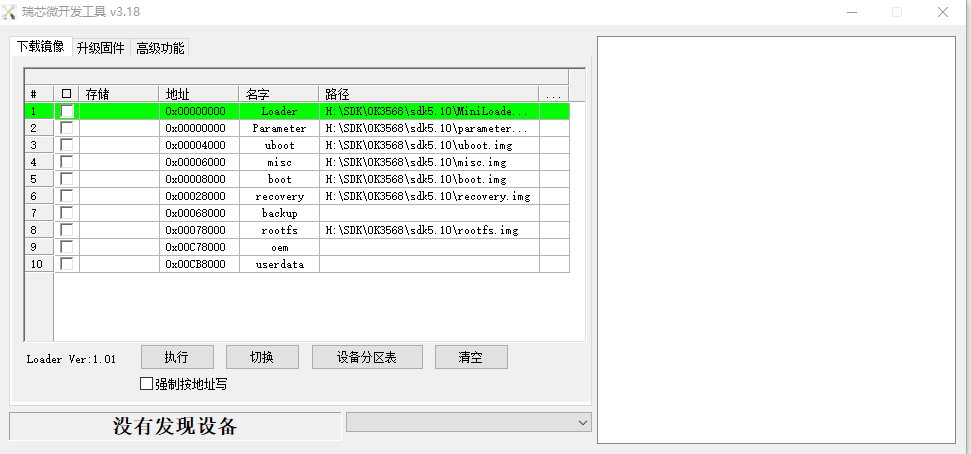 瑞芯微开发工具 v3.18
下载镜像 升级固件 高级功能
# 存储 地址 名字 路径 ...
1 0x00000000 Loader H:\SDK\OK3568\sdk5.10\MiniLoade...
2 0x00000000 Parameter H:\SDK\OK3568\sdk5.10\parameter...
3 0x00004000 uboot H:\SDK\OK3568\sdk5.10\uboot.img
4 0x00006000 misc H:\SDK\OK3568\sdk5.10\misc.img
5 0x00008000 boot H:\SDK\OK3568\sdk5.10\boot.img
6 0x00028000 recovery H:\SDK\OK3568\sdk5.10\recovery.img
7 0x00068000 backup
8 0x00078000 rootfs H:\SDK\OK3568\sdk5.10\rootfs.img
9 0x00C78000 oem
10 0x00CB8000 userdata
Loader Ver:1.01 执行 切换 设备分区表 清空
强制按地址写
没有发现设备